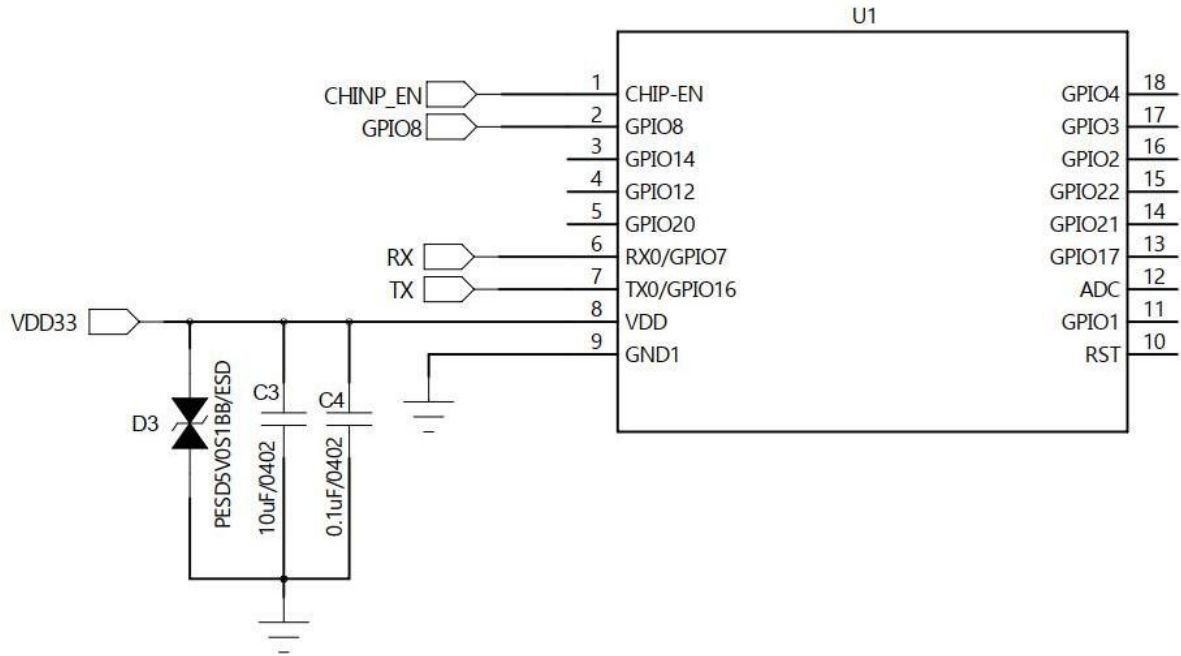 U1
CHINP_EN 1 CHIP-EN GPIO4 18
GPIO8 2 GPIO8 GPIO3 17
3 GPIO14 GPIO2 16
4 GPIO12 GPIO22 15
5 GPIO20 GPIO21 14
RX 6 RX0/GPIO7 GPIO17 13
TX 7 TX0/GPIO16 ADC 12
VDD33 8 VDD GPIO1 11
9 GND1 RST 10
D3
PESD5V0S1BB/ESD
C3
10uF/0402
C4
0.1uF/0402